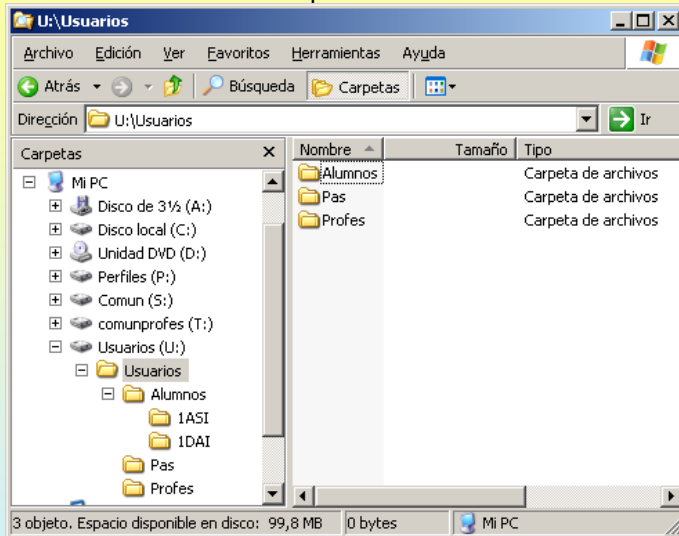 U:\Usuarios
Archivo Edición Ver Favoritos Herramientas Ayuda
Atrás Búsqueda Carpetas
Dirección U:\Usuarios Ir
Carpetas
Nombre Tamaño Tipo
Mi PC
Disco de 3½ (A:)
Disco local (C:)
Unidad DVD (D:)
Perfiles (P:)
Comun (S:)
comunprofes (T:)
Usuarios (U:)
Usuarios
Alumnos
1ASI
1DAI
Pas
Profes
Alumnos Carpeta de archivos
Pas Carpeta de archivos
Profes Carpeta de archivos
3 objeto. Espacio disponible en disco: 99,8 MB 0 bytes Mi PC